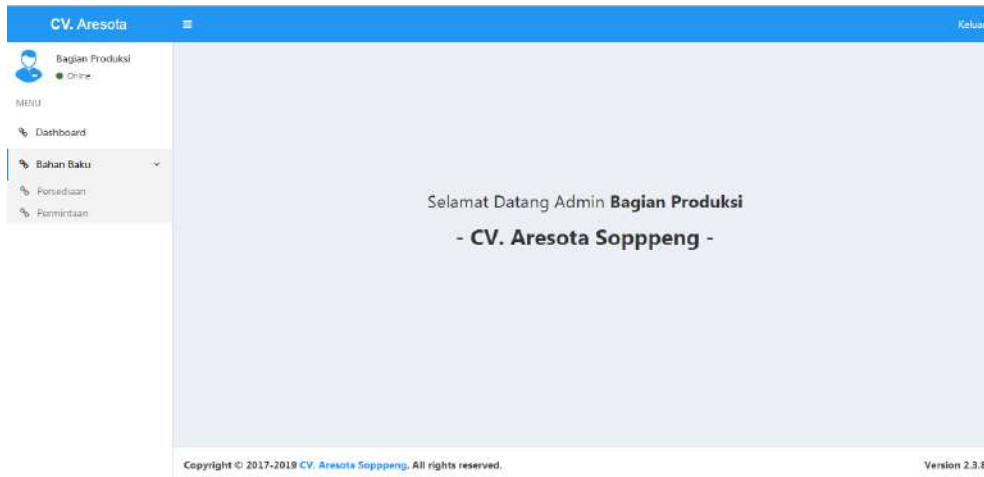 CV. Aresota
Keluar
Bagian Produksi
Online
MENU
Dashboard
Bahan Baku
Persediaan
Permintaan
Selamat Datang Admin Bagian Produksi
- CV. Aresota Sopppeng -
Copyright © 2017-2019 CV. Aresota Sopppeng. All rights reserved.
Version 2.3.8